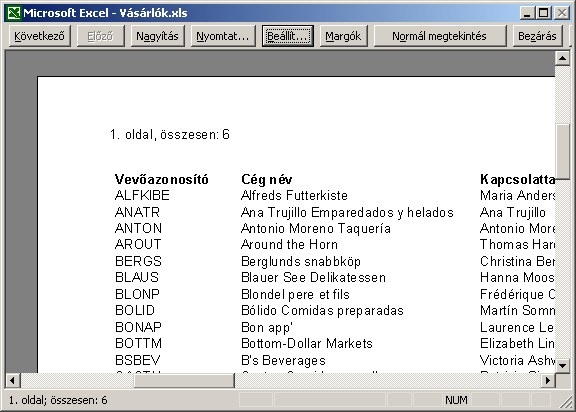 Microsoft Excel - Vásárlók.xls
Következő Előző Nagyítás Nyomtat... Beállít... Margók Normál megtekintés Bezárás
1. oldal, összesen: 6
Vevőazonosító Cég név Kapcsolatta
ALFKIBE Alfreds Futterkiste Maria Anders
ANATR Ana Trujillo Emparedados y helados Ana Trujillo
ANTON Antonio Moreno Taquería Antonio More
AROUT Around the Horn Thomas Hard
BERGS Berglunds snabbköp Christina Ber
BLAUS Blauer See Delikatessen Hanna Moos
BLONP Blondel pere et fils Frédérique C
BOLID Bólido Comidas preparadas Martín Somm
BONAP Bon app' Laurence Le
BOTTM Bottom-Dollar Markets Elizabeth Lin
BSBEV B's Beverages Victoria Ashw
1. oldal; összesen: 6 NUM